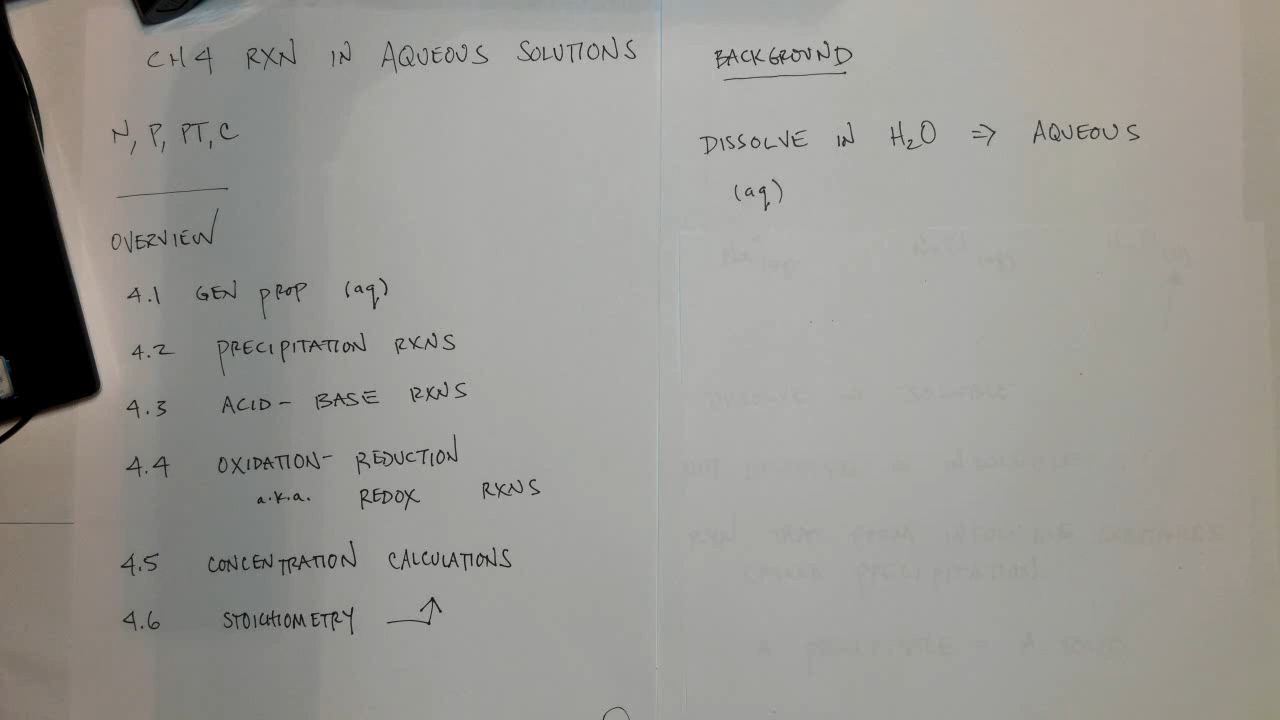 CH 4 RXN IN AQUEOUS SOLUTIONS
N, P, PT, C
OVERVIEW
4.1 GEN PROP (aq)
4.2 PRECIPITATION RXNS
4.3 ACID-BASE RXNS
4.4 OXIDATION-REDUCTION
a.k.a. REDOX RXNS
4.5 CONCENTRATION CALCULATIONS
4.6 STOICHIOMETRY
BACKGROUND
DISSOLVE IN H₂O ⇒ AQUEOUS
(aq)